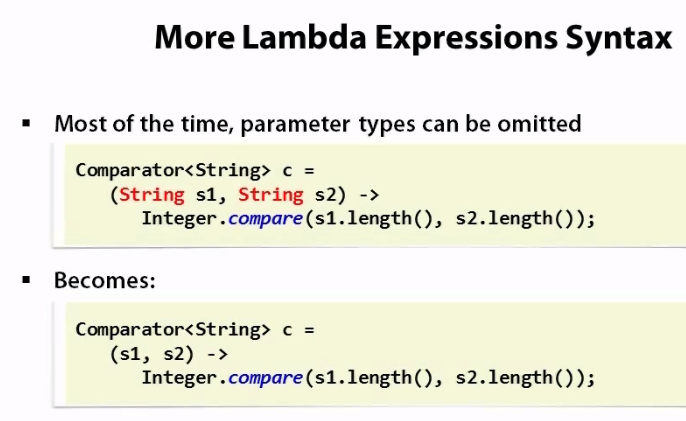 More Lambda Expressions Syntax
▪ Most of the time, parameter types can be omitted
Comparator<String> c =
(String s1, String s2) ->
Integer.compare(s1.length(), s2.length());
▪ Becomes:
Comparator<String> c =
(s1, s2) ->
Integer.compare(s1.length(), s2.length());